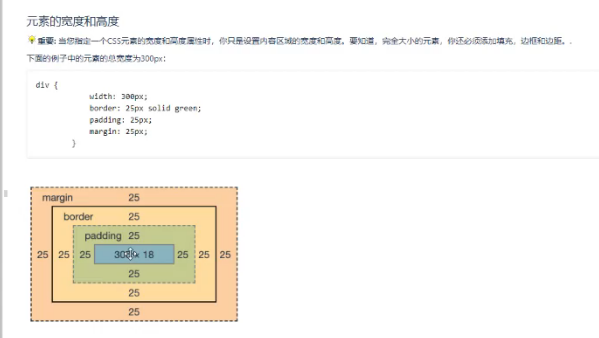 元素的宽度和高度
重要: 当您指定一个CSS元素的宽度和高度属性时，你只是设置内容区域的宽度和高度。要知道，完全大小的元素，你还必须添加填充，边框和边距。.
下面的例子中的元素的总宽度为300px：
div {
width: 300px;
border: 25px solid green;
padding: 25px;
margin: 25px;
}
margin 25
border 25
padding 25
25 25 25 18 25 25 25
25
25
25